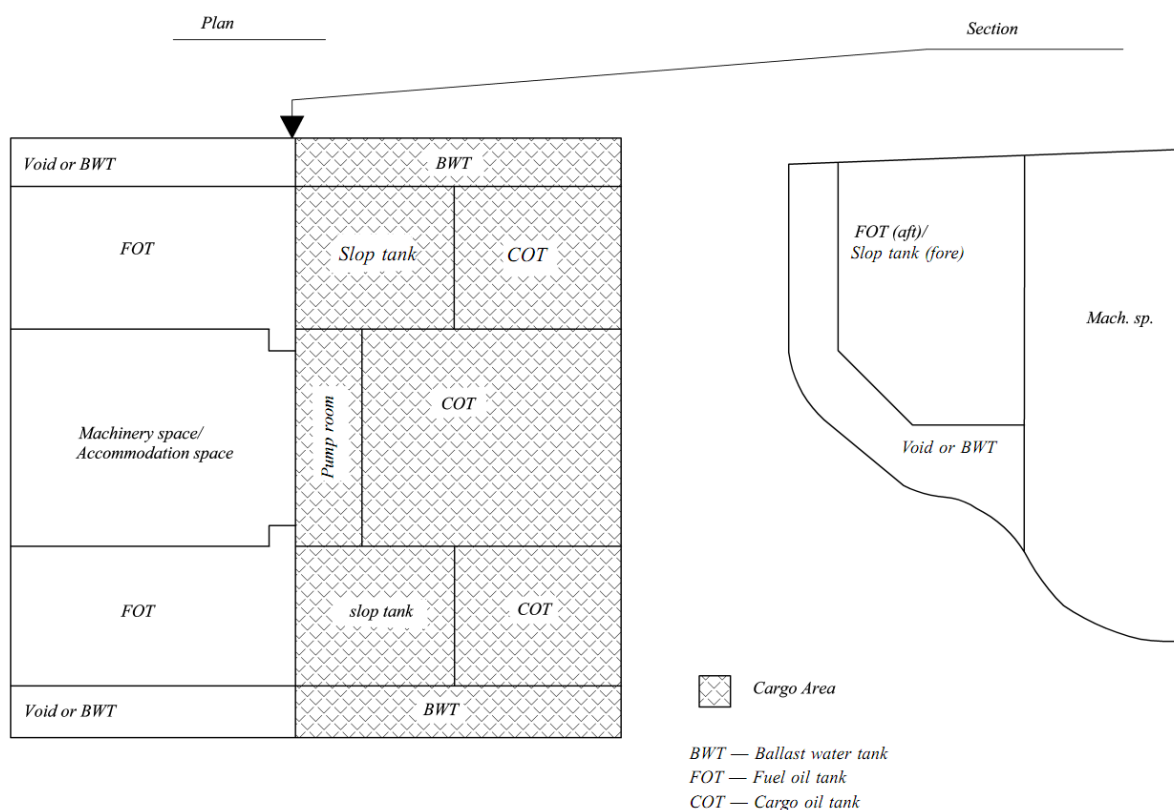 Plan
Section
Void or BWT
BWT
FOT
Slop tank
COT
FOT (aft)/
Slop tank (fore)
Mach. sp.
Machinery space/
Accommodation space
Pump room
COT
Void or BWT
FOT
slop tank
COT
Void or BWT
BWT
Cargo Area
BWT — Ballast water tank
FOT — Fuel oil tank
COT — Cargo oil tank